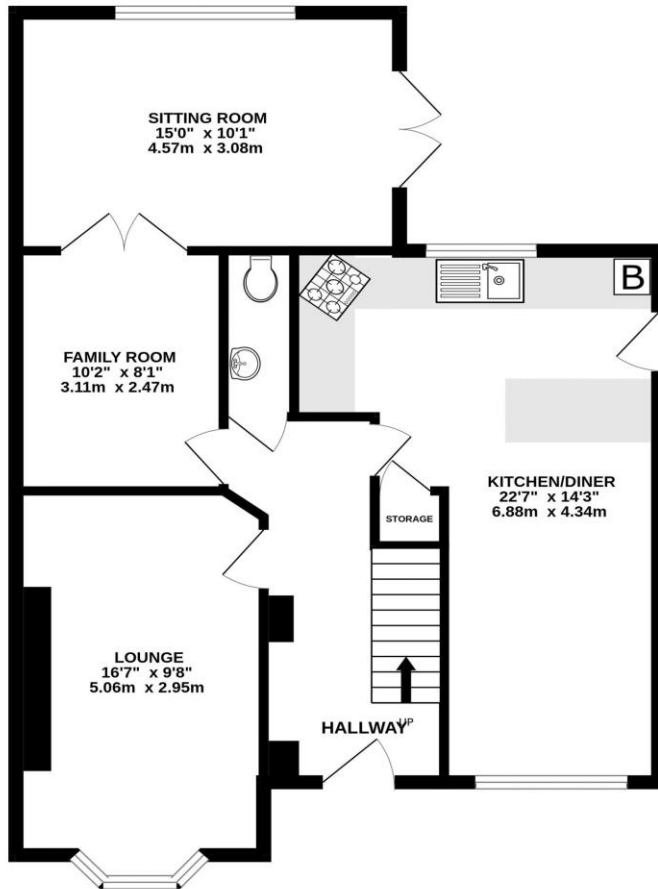 SITTING ROOM
15'0" x 10'1"
4.57m x 3.08m
B
FAMILY ROOM
10'2" x 8'1"
3.11m x 2.47m
KITCHEN/DINER
22'7" x 14'3"
6.88m x 4.34m
STORAGE
LOUNGE
16'7" x 9'8"
5.06m x 2.95m
UP
HALLWAY